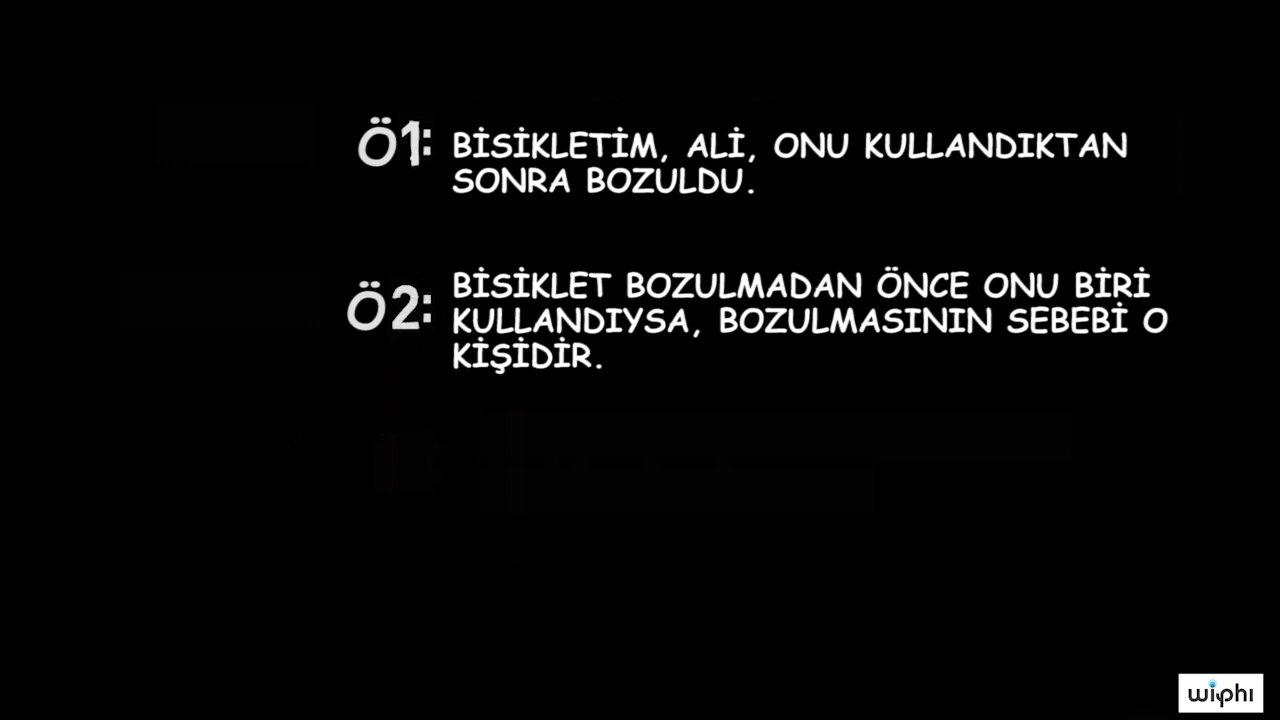 Ö1: BİSİKLETİM, ALİ, ONU KULLANDIKTAN
SONRA BOZULDU.
Ö2: BİSİKLET BOZULMADAN ÖNCE ONU BİRİ
KULLANDIYSA, BOZULMASININ SEBEBİ O
KİŞİDİR.
wiphi